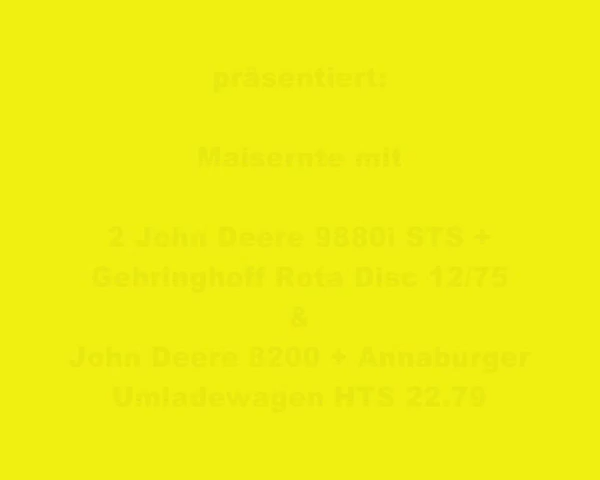 präsentiert:
Maisernte mit
2 John Deere 9880i STS +
Gehringhoff Rota Disc 12/75
&
John Deere 8200 + Annaburger
Umladewagen HTS 22.79